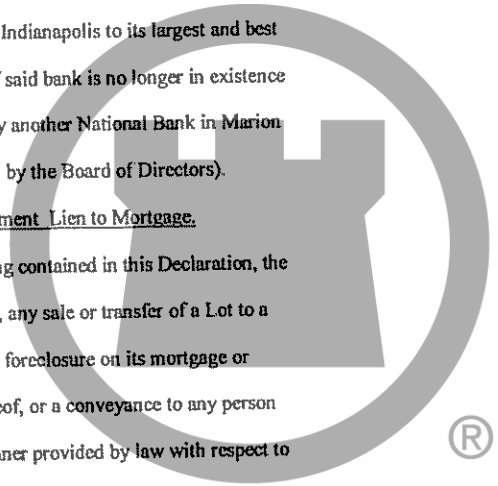 Indianapolis to its largest and best
said bank is no longer in existence
another National Bank in Marion
by the Board of Directors).
ment Lien to Mortgage.
contained in this Declaration, the
any sale or transfer of a Lot to a
foreclosure on its mortgage or
eof, or a conveyance to any person
ner provided by law with respect to
®